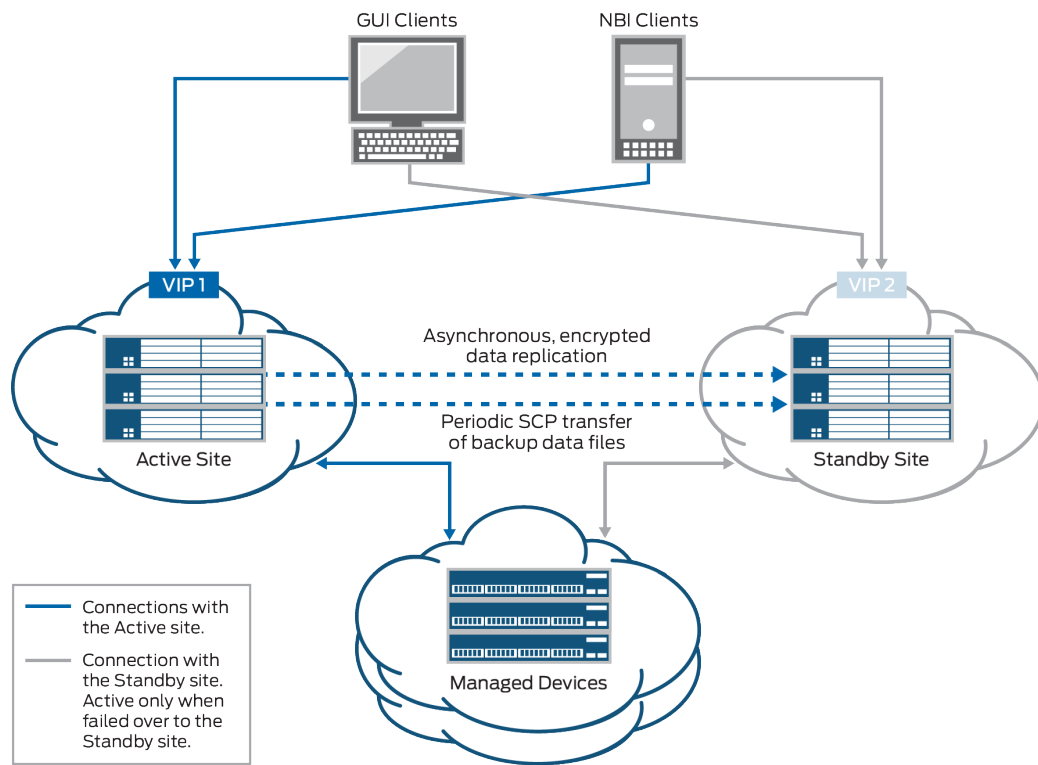 GUI Clients
NBI Clients
VIP 1
VIP 2
Asynchronous, encrypted
data replication
Periodic SCP transfer
of backup data files
Active Site
Standby Site
Managed Devices
Connections with
the Active site.
Connection with
the Standby site.
Active only when
failed over to the
Standby site.